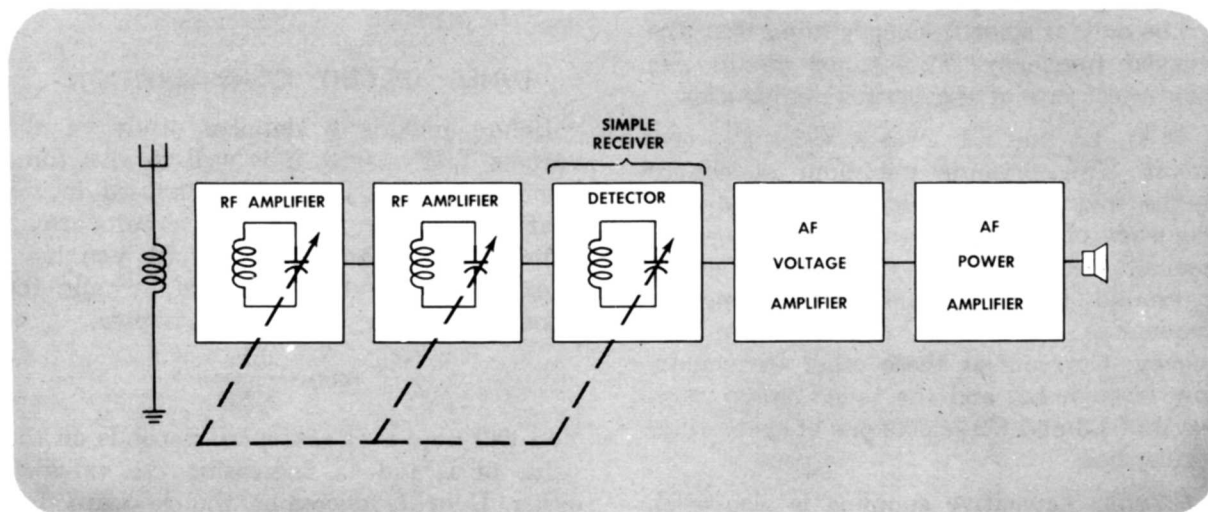 SIMPLE
RECEIVER
RF AMPLIFIER
RF AMPLIFIER
DETECTOR
AF
VOLTAGE
AMPLIFIER
AF
POWER
AMPLIFIER